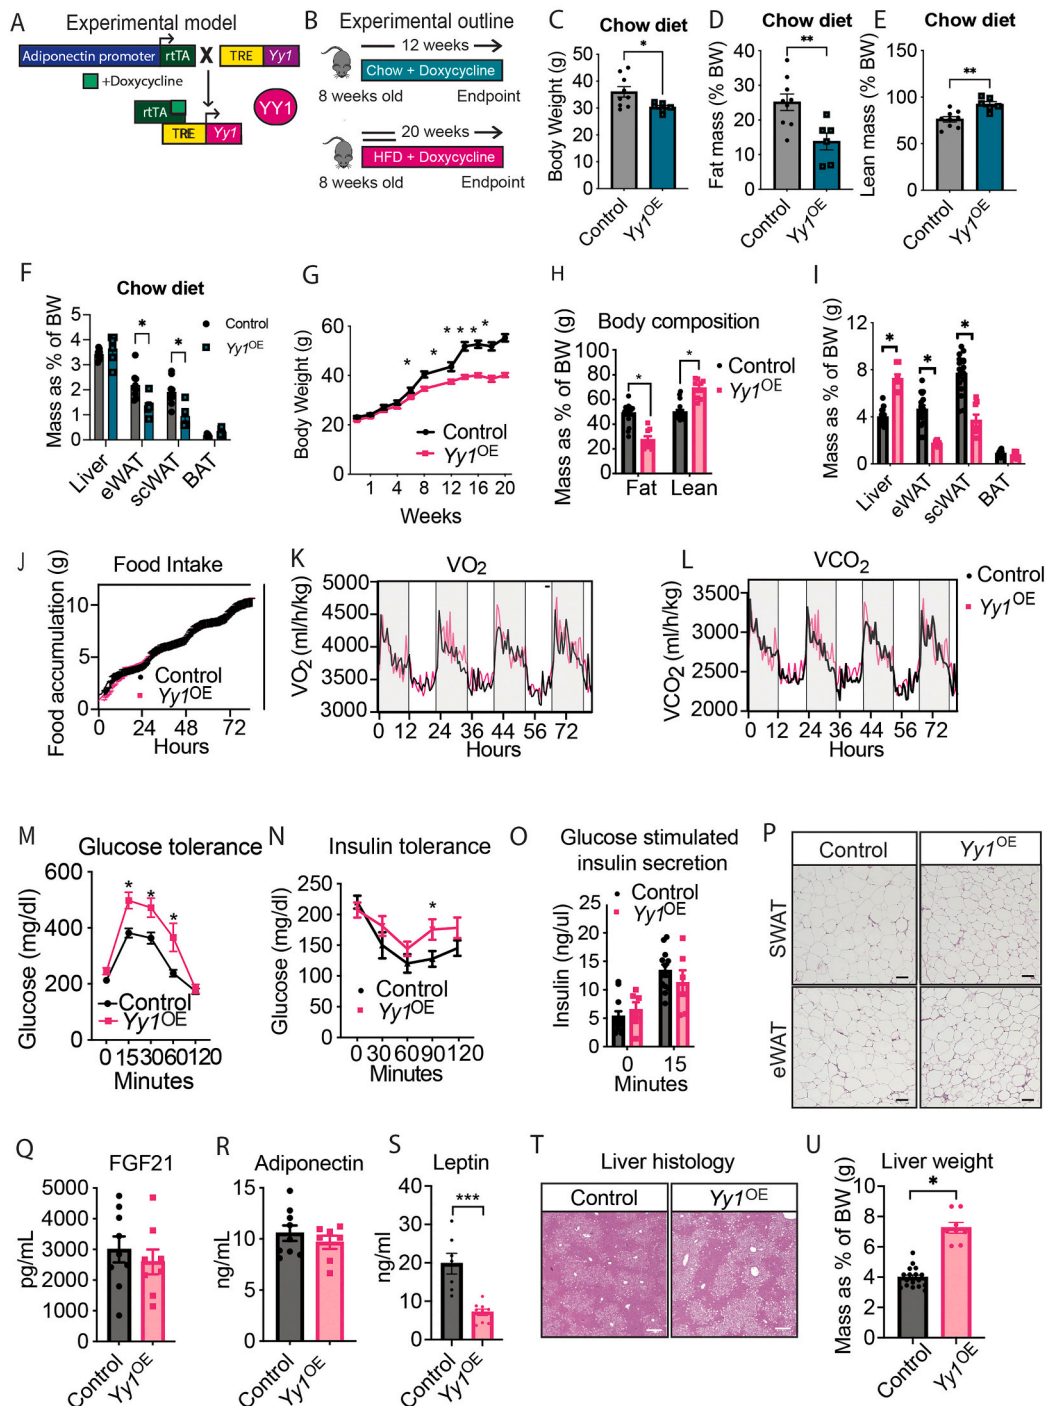 A
Experimental model
Adiponectin promoter
rtTA
X
TRE
Yy1
+Doxycycline
rtTA
TRE
Yy1
YY1
B
Experimental outline
12 weeks
Chow + Doxycycline
8 weeks old
Endpoint
20 weeks
HFD + Doxycycline
8 weeks old
Endpoint
C
Chow diet
*
Body Weight (g)
50
40
30
20
10
0
Control
Yy1OE
D
Chow diet
**
Fat mass (% BW)
40
30
20
10
0
Control
Yy1OE
E
Chow diet
**
Lean mass (% BW)
150
100
50
0
Control
Yy1OE
F
Chow diet
Mass as % of BW
5
4
3
2
1
0
* *
Control
Yy1OE
Liver
eWAT
scWAT
BAT
G
Body Weight (g)
60
40
20
0
* * * * * *
Control
Yy1OE
1 4 8 12 16 20
Weeks
H
Body composition
Mass as % of BW (g)
100
80
60
40
20
0
* *
Control
Yy1OE
Fat Lean
I
Mass as % of BW (g)
12
8
4
0
* * *
Liver
eWAT
scWAT
BAT
J
Food Intake
Food accumulation (g)
10
5
0
Control
Yy1OE
0 24 48 72
Hours
K
VO2
VO2 (ml/h/kg)
5000
4500
4000
3500
3000
0 12 24 36 44 56 72
Hours
L
VCO2
VCO2 (ml/h/kg)
3500
3000
2500
2000
0 12 24 36 44 56 72
Hours
Control
Yy1OE
M
Glucose tolerance
Glucose (mg/dl)
600
400
200
0
* * *
Control
Yy1OE
0 15 30 60 120
Minutes
N
Insulin tolerance
Glucose (mg/dl)
250
200
150
100
50
0
*
Control
Yy1OE
0 30 60 90 120
Minutes
O
Glucose stimulated
insulin secretion
Insulin (ng/ul)
25
20
15
10
5
0
Control
Yy1OE
0 15
Minutes
P
Control
Yy1OE
SWAT
eWAT
Q
FGF21
pg/mL
5000
4000
3000
2000
1000
0
Control
Yy1OE
R
Adiponectin
ng/mL
15
10
5
0
Control
Yy1OE
S
Leptin
***
ng/ml
40
30
20
10
0
Control
Yy1OE
T
Liver histology
Control
Yy1OE
U
Liver weight
*
Mass as % of BW (g)
10
8
6
4
2
0
Control
Yy1OE